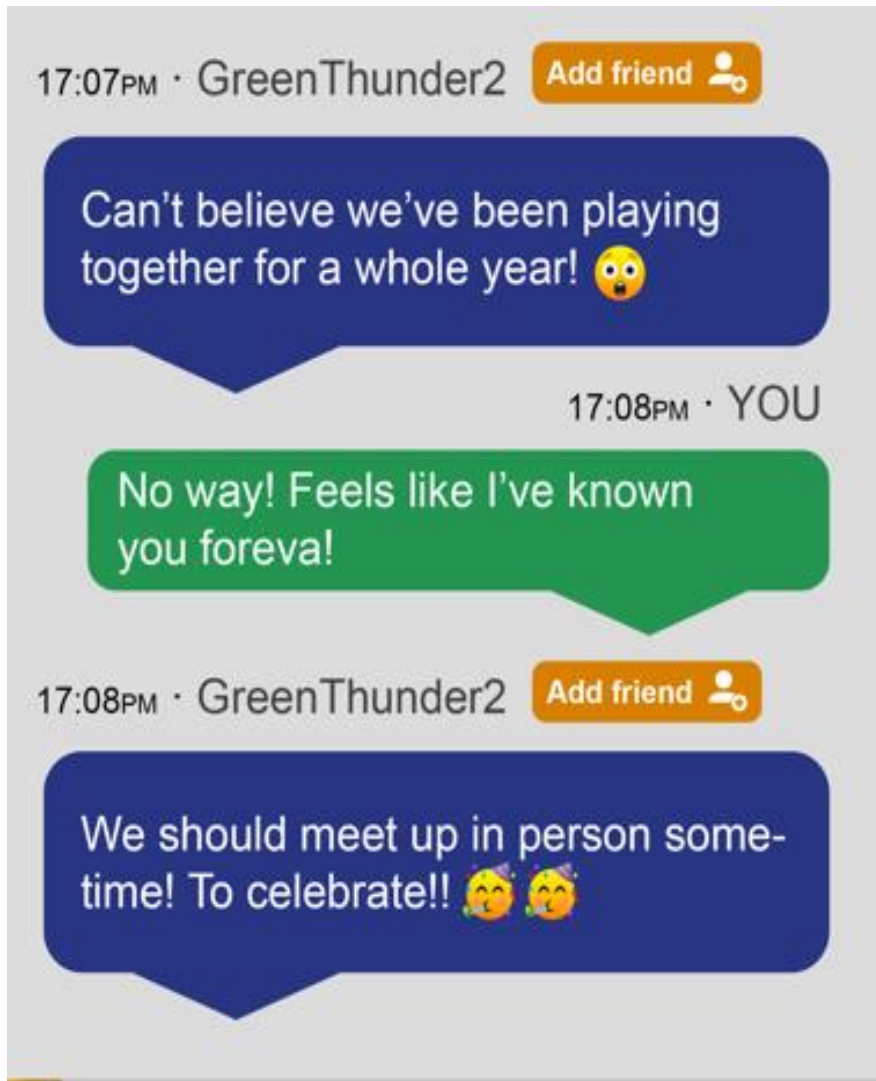 17:07PM · GreenThunder2 Add friend
Can’t believe we’ve been playing
together for a whole year! 😲
17:08PM · YOU
No way! Feels like I’ve known
you foreva!
17:08PM · GreenThunder2 Add friend
We should meet up in person some-
time! To celebrate!! 🥳🥳